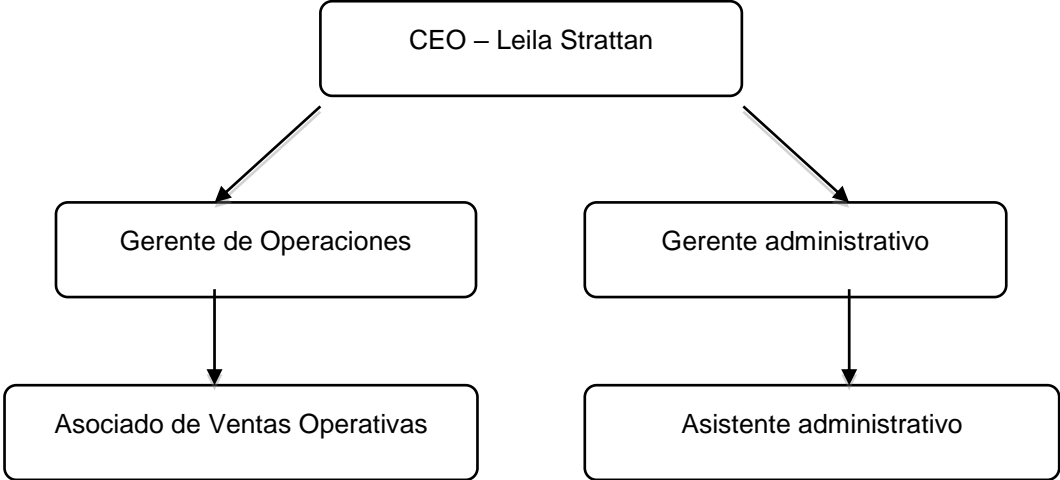 CEO – Leila Strattan
Gerente de Operaciones
Gerente administrativo
Asociado de Ventas Operativas
Asistente administrativo